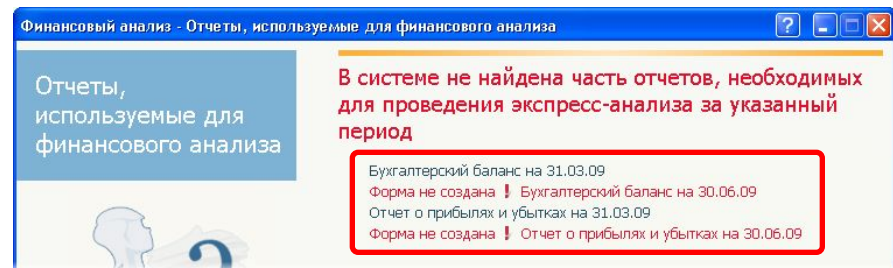 Финансовый анализ - Отчеты, используемые для финансового анализа
Отчеты,
используемые для
финансового анализа
В системе не найдена часть отчетов, необходимых
для проведения экспресс-анализа за указанный
период
Бухгалтерский баланс на 31.03.09
Форма не создана ! Бухгалтерский баланс на 30.06.09
Отчет о прибылях и убытках на 31.03.09
Форма не создана ! Отчет о прибылях и убытках на 30.06.09